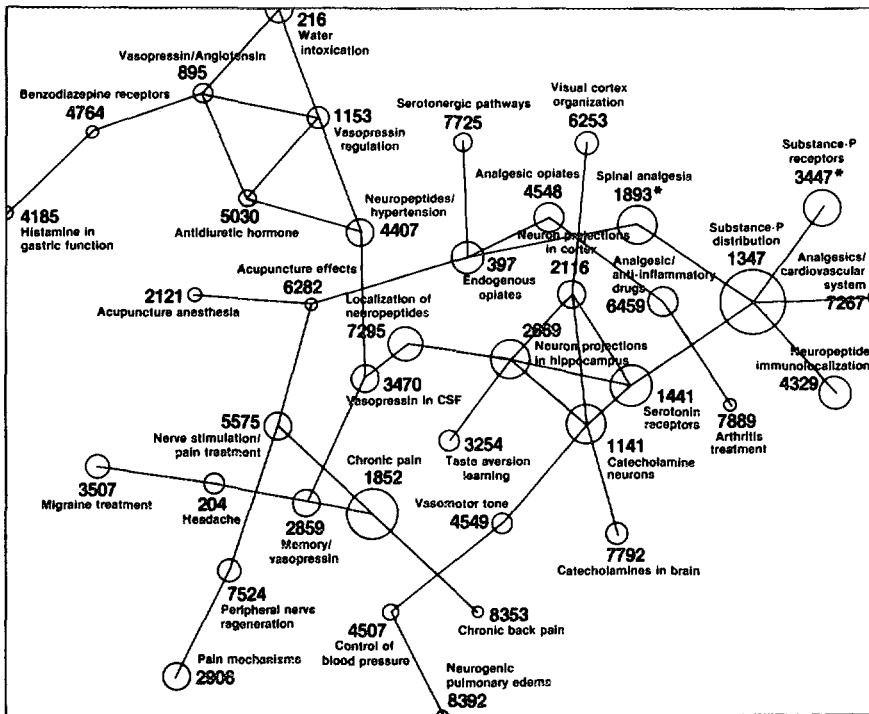 216
Water
intoxication
Vasopressin/Angiotensin
895
Benzodiazepine receptors
4764
1153
Vasopressin
regulation
Serotonergic pathways
7725
Visual cortex
organization
6253
Substance-P
receptors
3447*
Analgesic opiates
4548
Spinal analgesia
1893*
4185
Histamine in
gastric function
5030
Antidiuretic hormone
Neuropeptides/
hypertension
4407
Substance-P
distribution
1347
Neuron projections
in cortex
2116
397
Endogenous
opiates
Analgesic/
anti-inflammatory
drugs
6459
Analgesics/
cardiovascular
system
7267
Acupuncture effects
6282
2121
Acupuncture anesthesia
Localization of
neuropeptides
7295
2689
Neuron projections
in hippocampus
Neuropeptide
immunolocalization
4329
3470
Vasopressin in CSF
1441
Serotonin
receptors
7889
Arthritis
treatment
5575
Nerve stimulation/
pain treatment
3254
Taste aversion
learning
1141
Catecholamine
neurons
Chronic pain
1852
3507
Migraine treatment
204
Headache
2859
Memory/
vasopressin
Vasomotor tone
4549
7792
Catecholamines in brain
7524
Peripheral nerve
regeneration
4507
Control of
blood pressure
8353
Chronic back pain
Pain mechanisms
2906
Neurogenic
pulmonary edema
8392